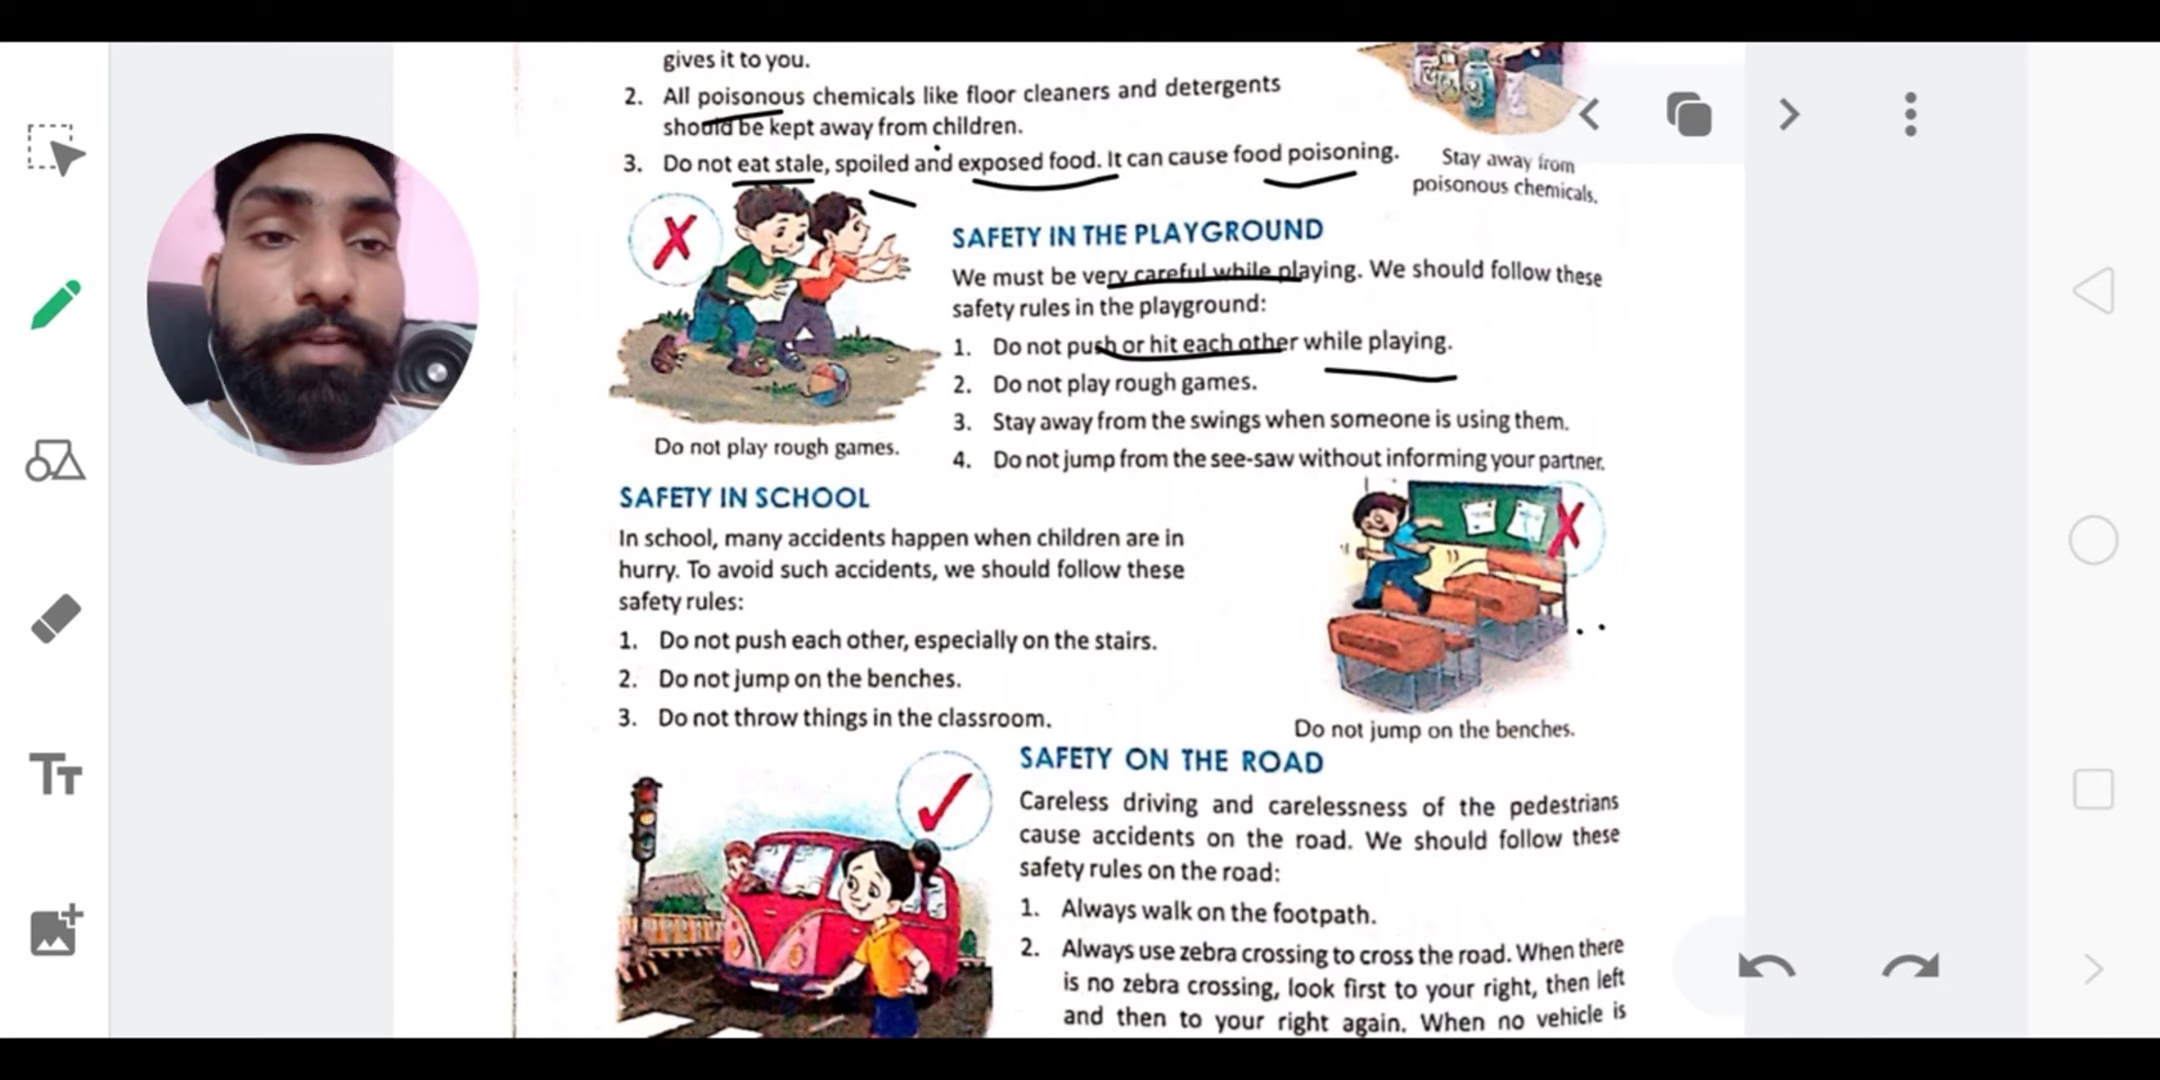 gives it to you.
2. All poisonous chemicals like floor cleaners and detergents
should be kept away from children.
3. Do not eat stale, spoiled and exposed food. It can cause food poisoning.
Stay away from
poisonous chemicals.
SAFETY IN THE PLAYGROUND
We must be very careful while playing. We should follow these
safety rules in the playground:
1. Do not push or hit each other while playing.
2. Do not play rough games.
3. Stay away from the swings when someone is using them.
4. Do not jump from the see-saw without informing your partner.
Do not play rough games.
SAFETY IN SCHOOL
In school, many accidents happen when children are in
hurry. To avoid such accidents, we should follow these
safety rules:
1. Do not push each other, especially on the stairs.
2. Do not jump on the benches.
3. Do not throw things in the classroom.
Do not jump on the benches.
SAFETY ON THE ROAD
Careless driving and carelessness of the pedestrians
cause accidents on the road. We should follow these
safety rules on the road:
1. Always walk on the footpath.
2. Always use zebra crossing to cross the road. When there
is no zebra crossing, look first to your right, then left
and then to your right again. When no vehicle is
TT